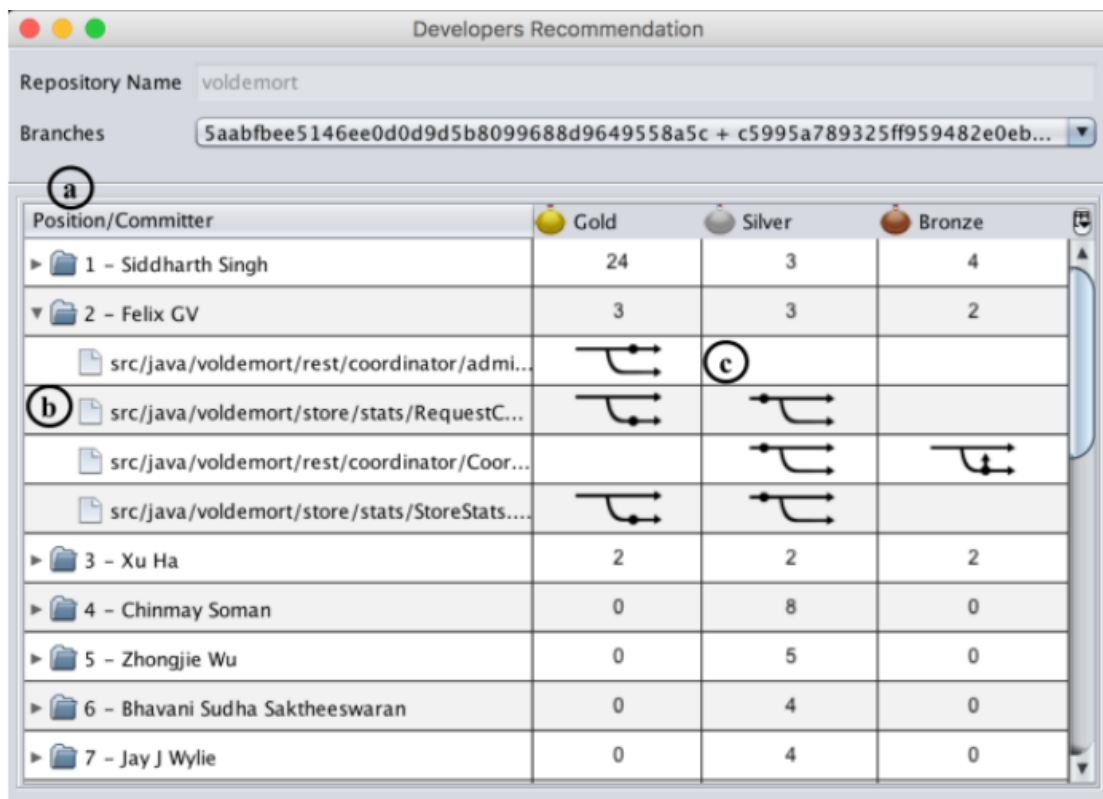 Developers Recommendation
Repository Name voldemort
Branches 5aabfbee5146ee0d0d9d5b8099688d9649558a5c + c5995a789325ff959482e0eb...
a
Position/Committer Gold Silver Bronze
1 - Siddharth Singh 24 3 4
2 - Felix GV 3 3 2
src/java/voldemort/rest/coordinator/admi... c
b src/java/voldemort/store/stats/RequestC...
src/java/voldemort/rest/coordinator/Coor...
src/java/voldemort/store/stats/StoreStats....
3 - Xu Ha 2 2 2
4 - Chinmay Soman 0 8 0
5 - Zhongjie Wu 0 5 0
6 - Bhavani Sudha Saktheeswaran 0 4 0
7 - Jay J Wylie 0 4 0